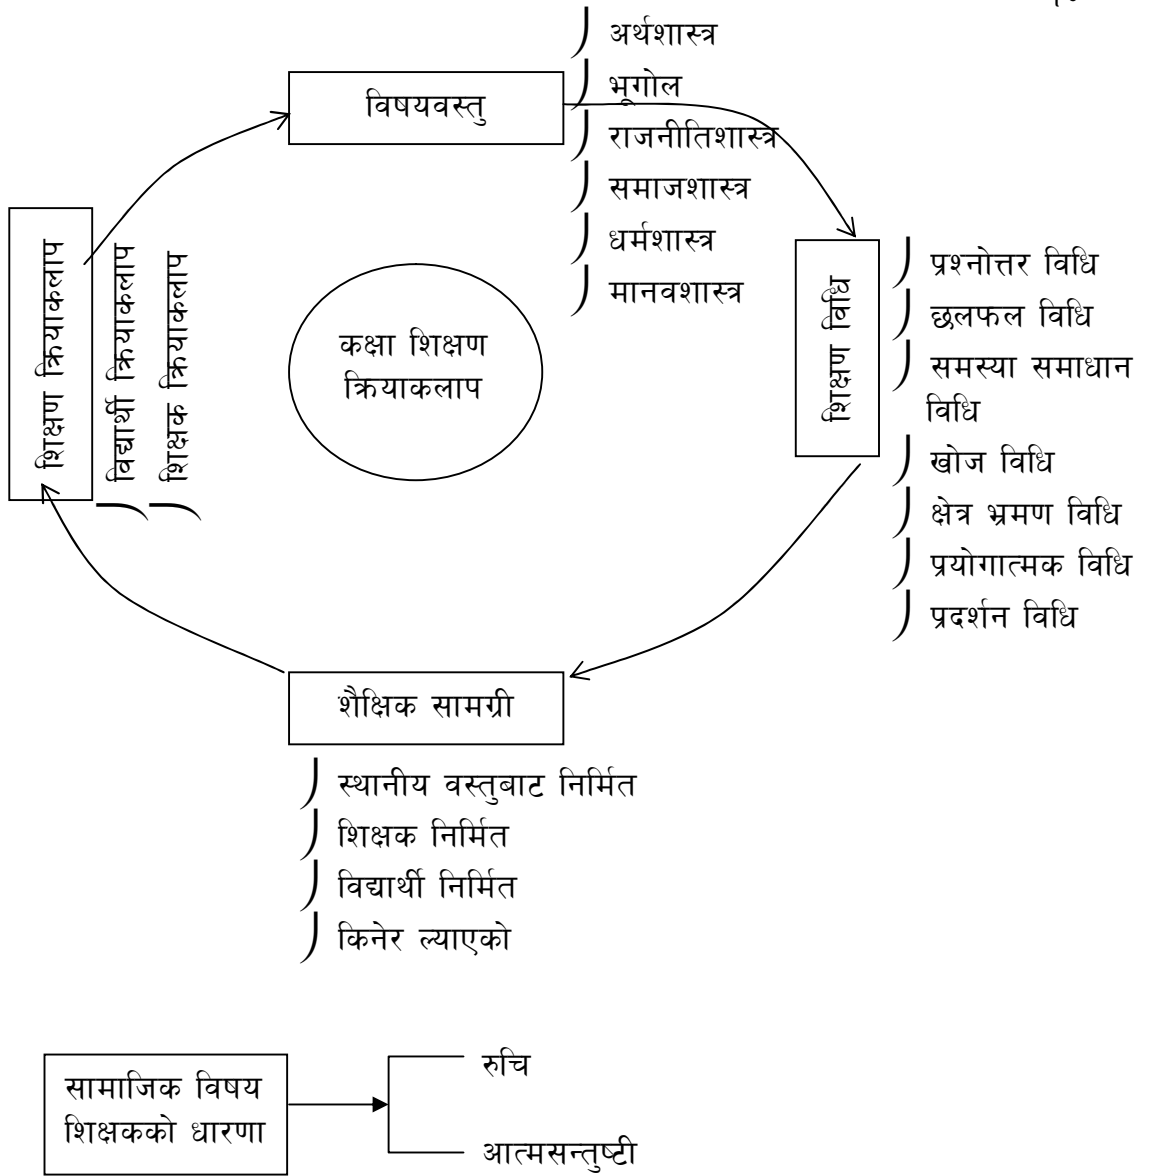 अर्थशास्त्र
भूगोल
राजनीतिशास्त्र
समाजशास्त्र
धर्मशास्त्र
मानवशास्त्र
विषयवस्तु
शिक्षण विधि
प्रश्नोत्तर विधि
छलफल विधि
समस्या समाधान
विधि
खोज विधि
क्षेत्र भ्रमण विधि
प्रयोगात्मक विधि
प्रदर्शन विधि
कक्षा शिक्षण
क्रियाकलाप
शिक्षण क्रियाकलाप
विद्यार्थी क्रियाकलाप
शिक्षक क्रियाकलाप
शैक्षिक सामग्री
स्थानीय वस्तुबाट निर्मित
शिक्षक निर्मित
विद्यार्थी निर्मित
किनेर ल्याएको
सामाजिक विषय
शिक्षकको धारणा
रुचि
आत्मसन्तुष्टी